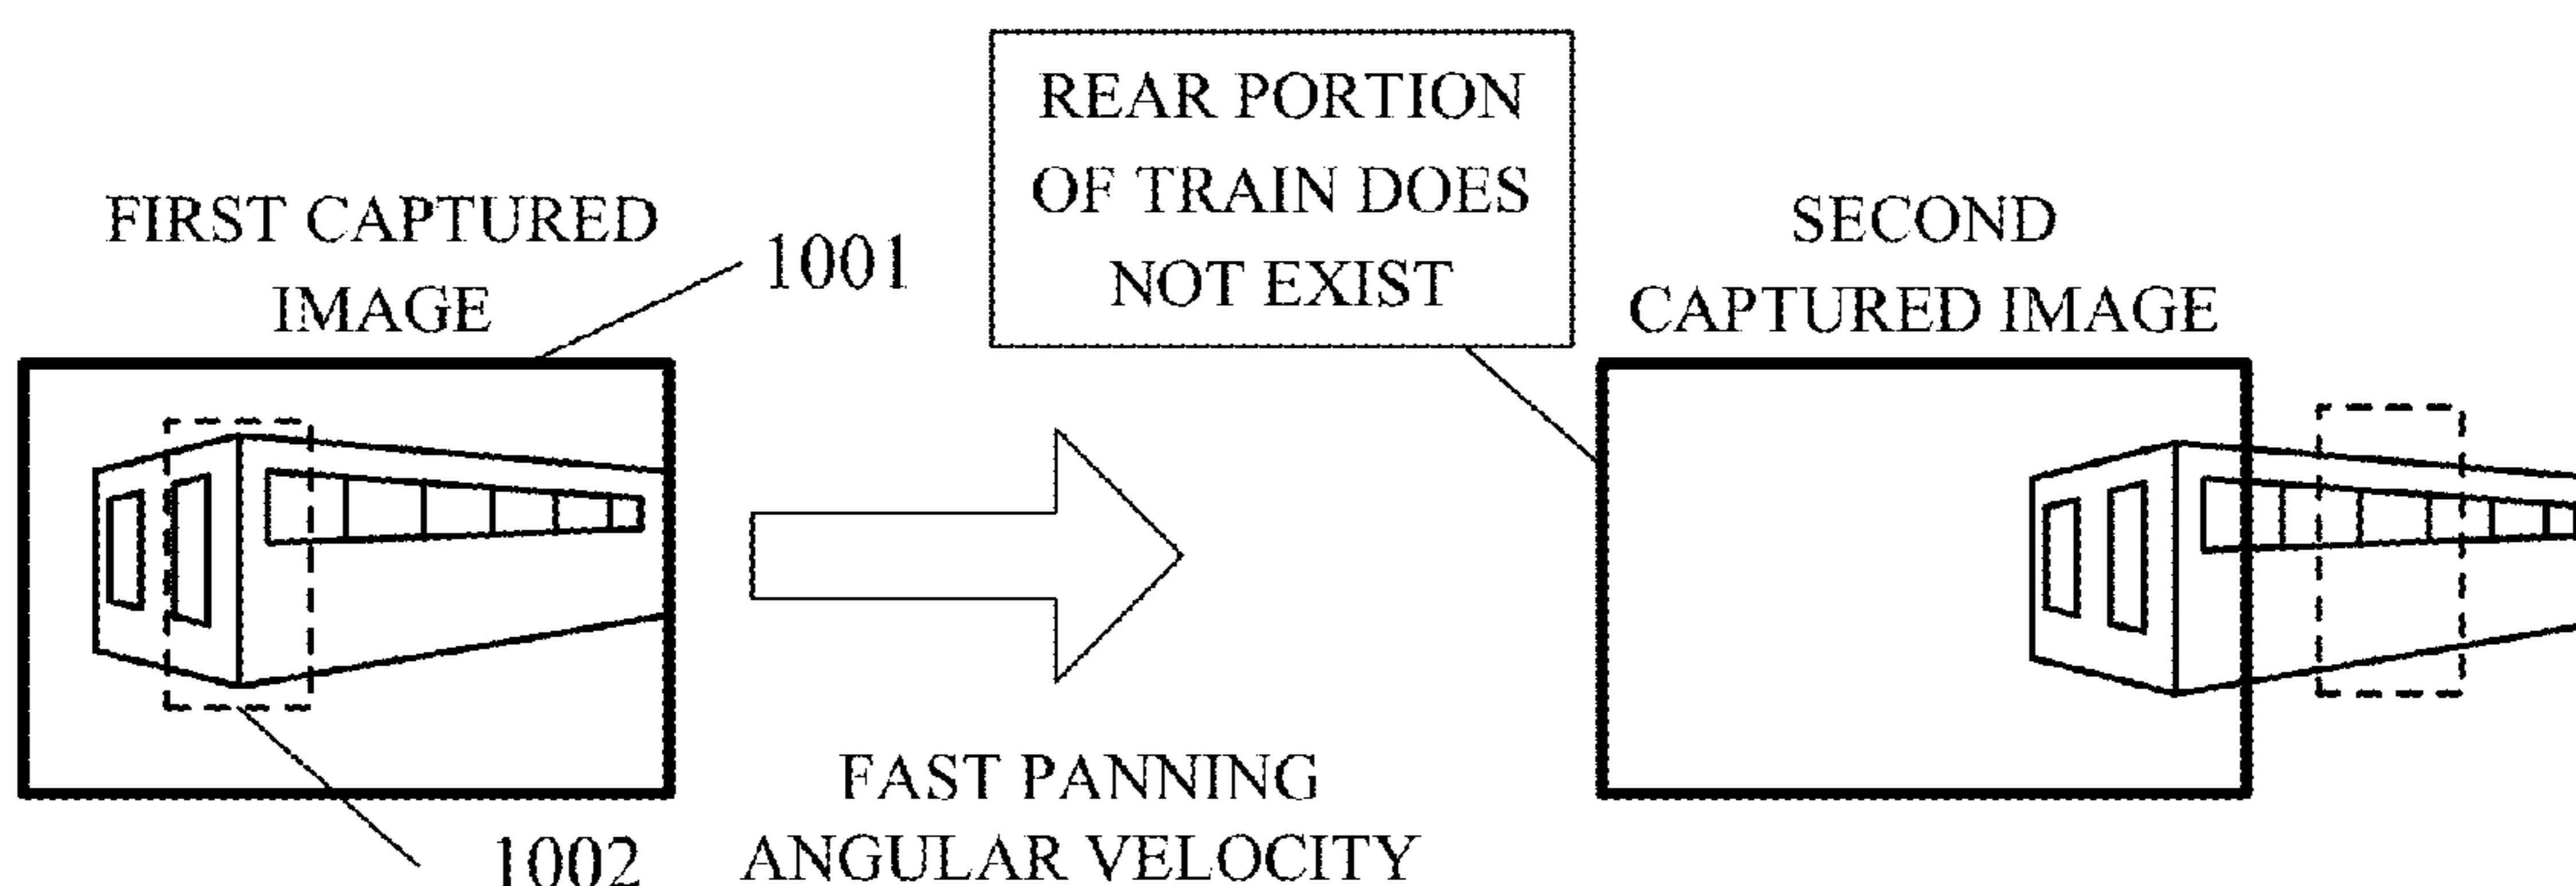 FIRST CAPTURED
IMAGE
1001
1002
FAST PANNING
ANGULAR VELOCITY
REAR PORTION
OF TRAIN DOES
NOT EXIST
SECOND
CAPTURED IMAGE